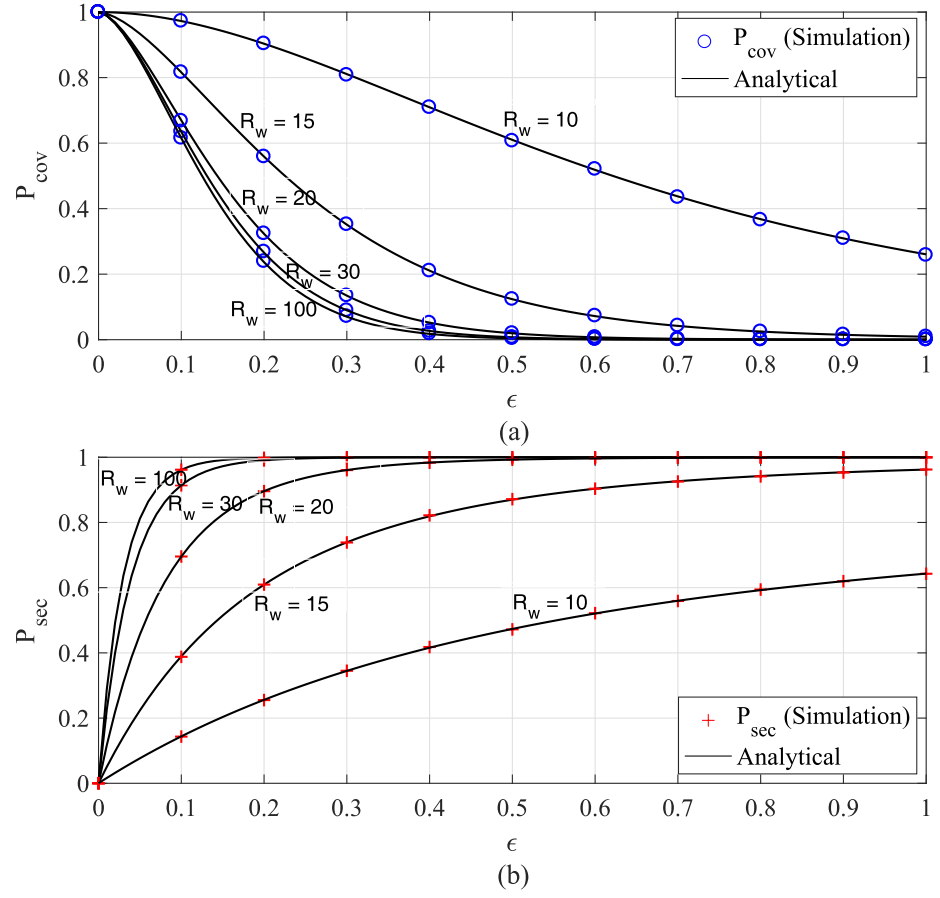 1
0.8
0.6
0.4
0.2
0
P_cov
P_cov (Simulation)
Analytical
R_w = 10
R_w = 15
R_w = 20
R_w = 30
R_w = 100
0 0.1 0.2 0.3 0.4 0.5 0.6 0.7 0.8 0.9 1
ϵ
(a)
1
0.8
0.6
0.4
0.2
0
P_sec
R_w = 100
R_w = 30
R_w = 20
R_w = 15
R_w = 10
P_sec (Simulation)
Analytical
0 0.1 0.2 0.3 0.4 0.5 0.6 0.7 0.8 0.9 1
ϵ
(b)